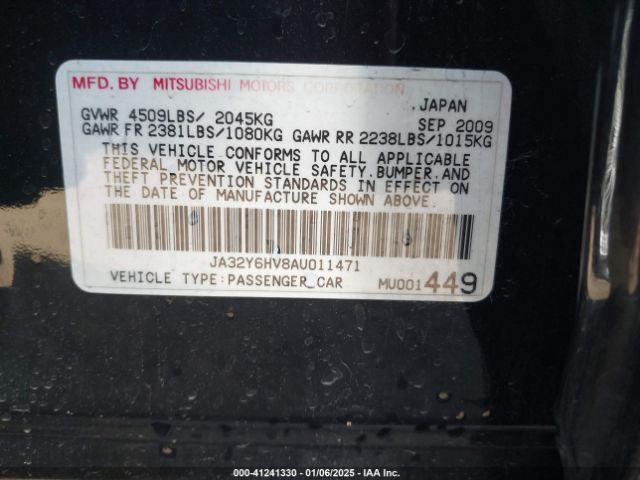 MFD. BY MITSUBISHI MOTORS CORPORATION
,JAPAN
GVWR 4509LBS/ 2045KG SEP 2009
GAWR FR 2381LBS/1080KG GAWR RR 2238LBS/1015KG
THIS VEHICLE CONFORMS TO ALL APPLICABLE
FEDERAL MOTOR VEHICLE SAFETY,BUMPER,AND
THEFT PREVENTION STANDARDS IN EFFECT ON
THE DATE OF MANUFACTURE SHOWN ABOVE.
JA32Y6HV8AU011471
VEHICLE TYPE:PASSENGER CAR MU001449
00 - 41241330 - 01/06/2025 - IAA Inc.